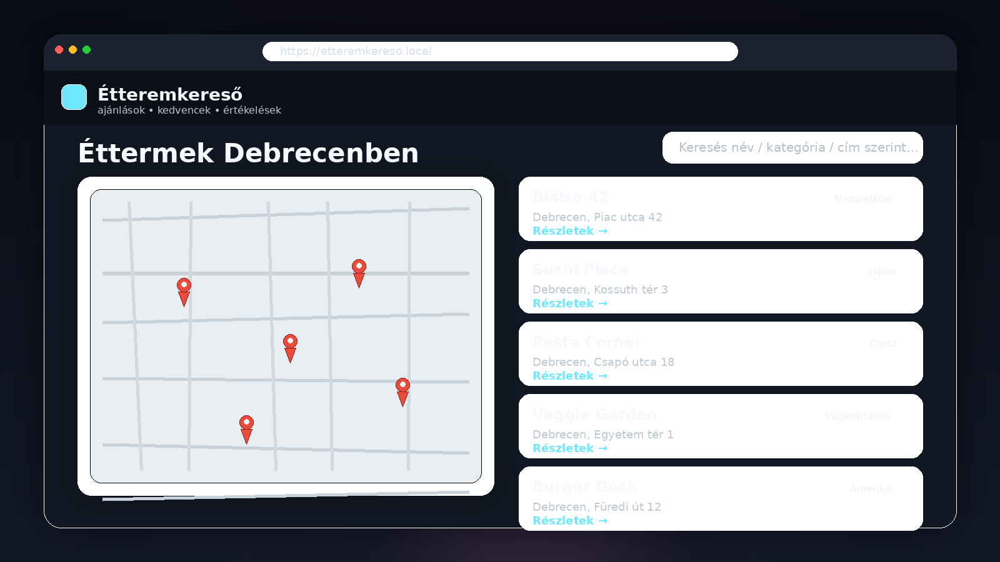 https://etteremkereso.local
Étteremkereső
ajánlások • kedvencek • értékelések
Éttermek Debrecenben
Keresés név / kategória / cím szerint...
Bistro 42
Nemzetközi
Debrecen, Piac utca 42
Részletek →
Sushi Place
Japán
Debrecen, Kossuth tér 3
Részletek →
Pasta Corner
Olasz
Debrecen, Csapó utca 18
Részletek →
Veggie Garden
Vegetáriánus
Debrecen, Egyetem tér 1
Részletek →
Burger Dock
Amerikai
Debrecen, Füredi út 12
Részletek →